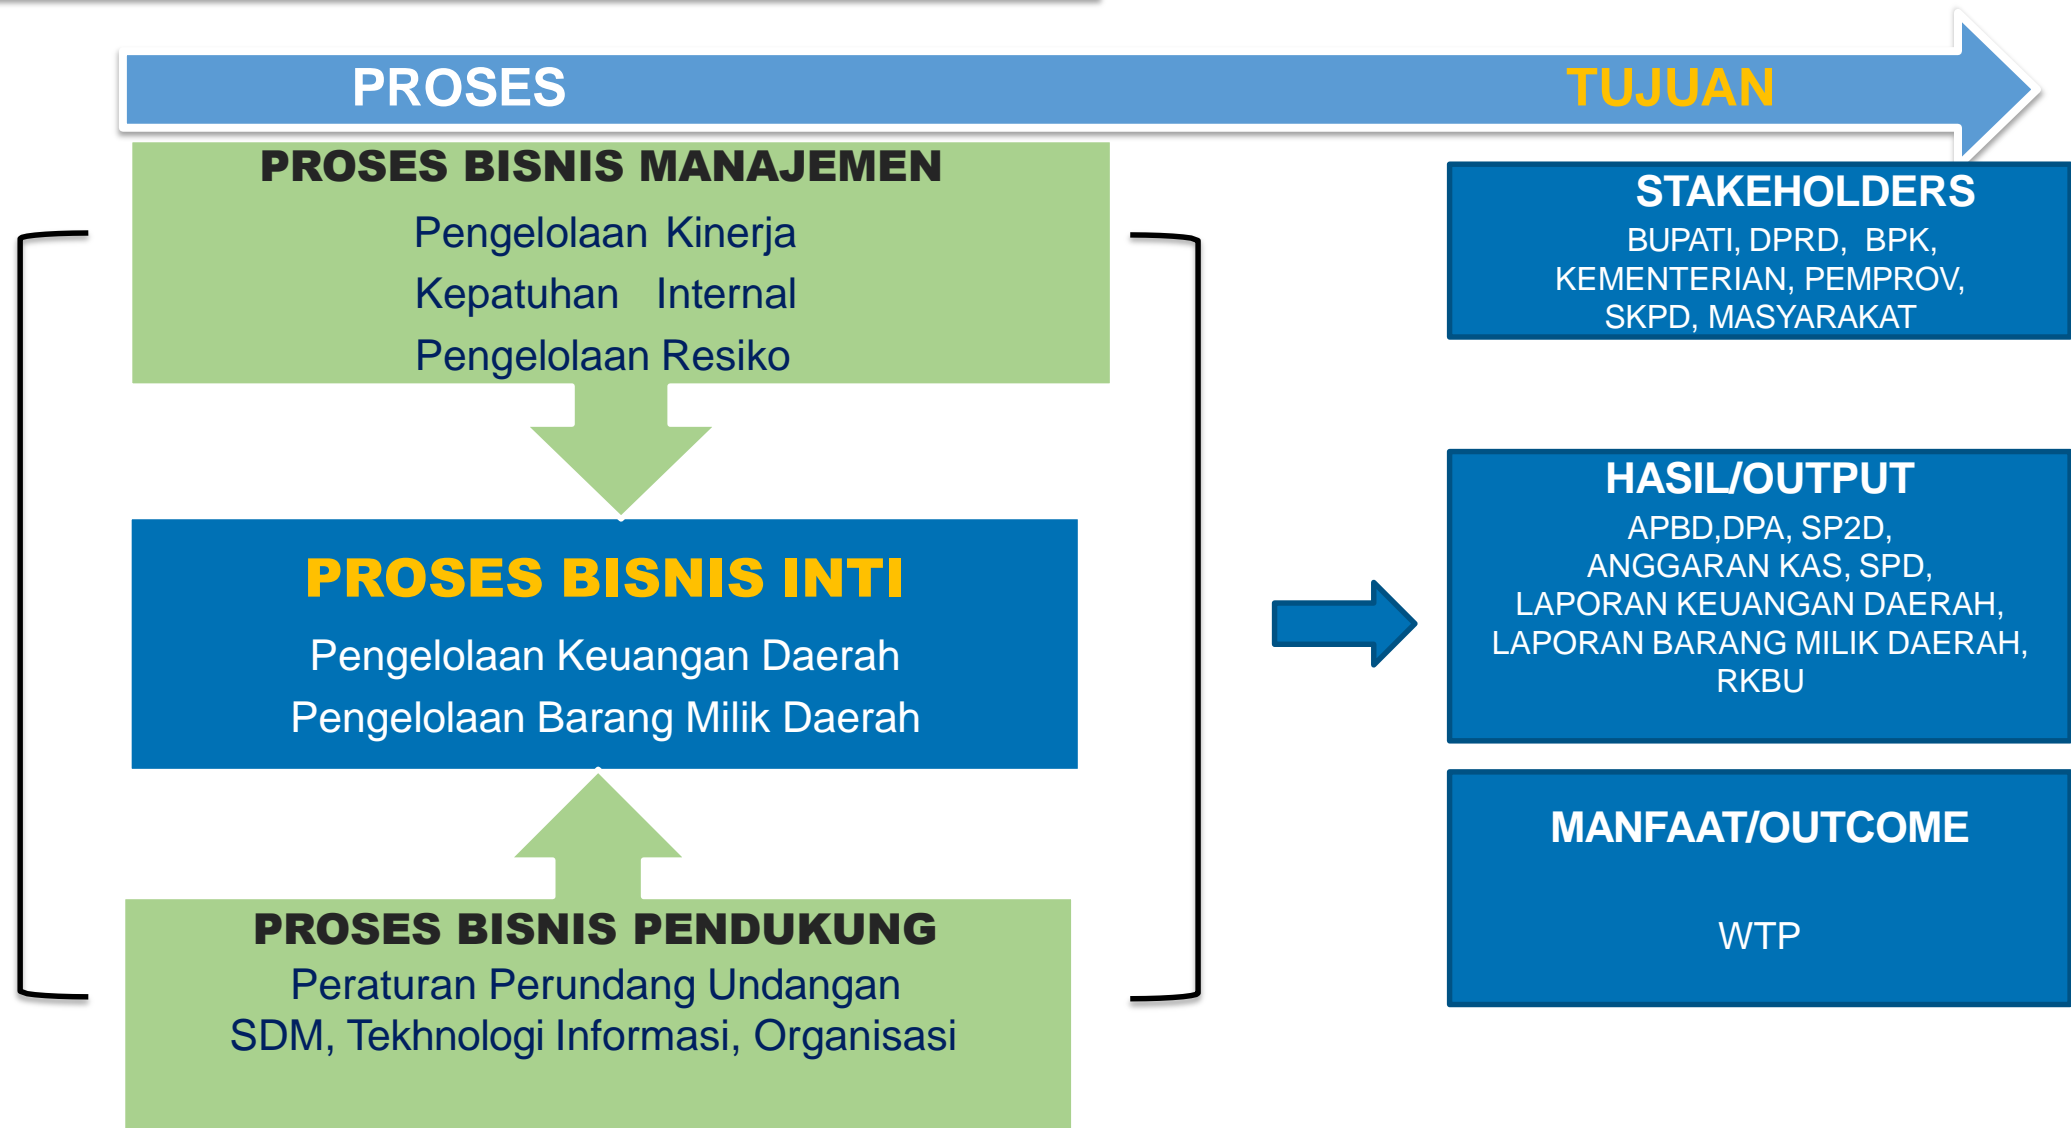 PROSES
TUJUAN
PROSES BISNIS MANAJEMEN
Pengelolaan Kinerja
Kepatuhan Internal
Pengelolaan Resiko
PROSES BISNIS INTI
Pengelolaan Keuangan Daerah
Pengelolaan Barang Milik Daerah
PROSES BISNIS PENDUKUNG
Peraturan Perundang Undangan
SDM, Tekhnologi Informasi, Organisasi
STAKEHOLDERS
BUPATI, DPRD, BPK,
KEMENTERIAN, PEMPROV,
SKPD, MASYARAKAT
HASIL/OUTPUT
APBD,DPA, SP2D,
ANGGARAN KAS, SPD,
LAPORAN KEUANGAN DAERAH,
LAPORAN BARANG MILIK DAERAH,
RKBU
MANFAAT/OUTCOME
WTP